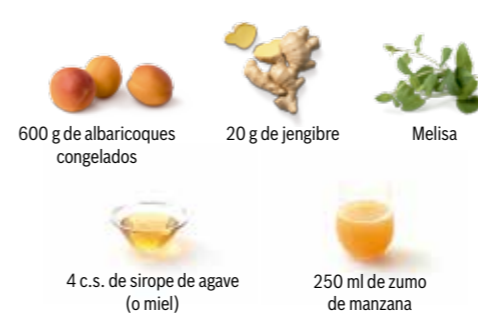 600 g de albaricoques
congelados
20 g de jengibre
Melisa
4 c.s. de sirope de agave
(o miel)
250 ml de zumo
de manzana